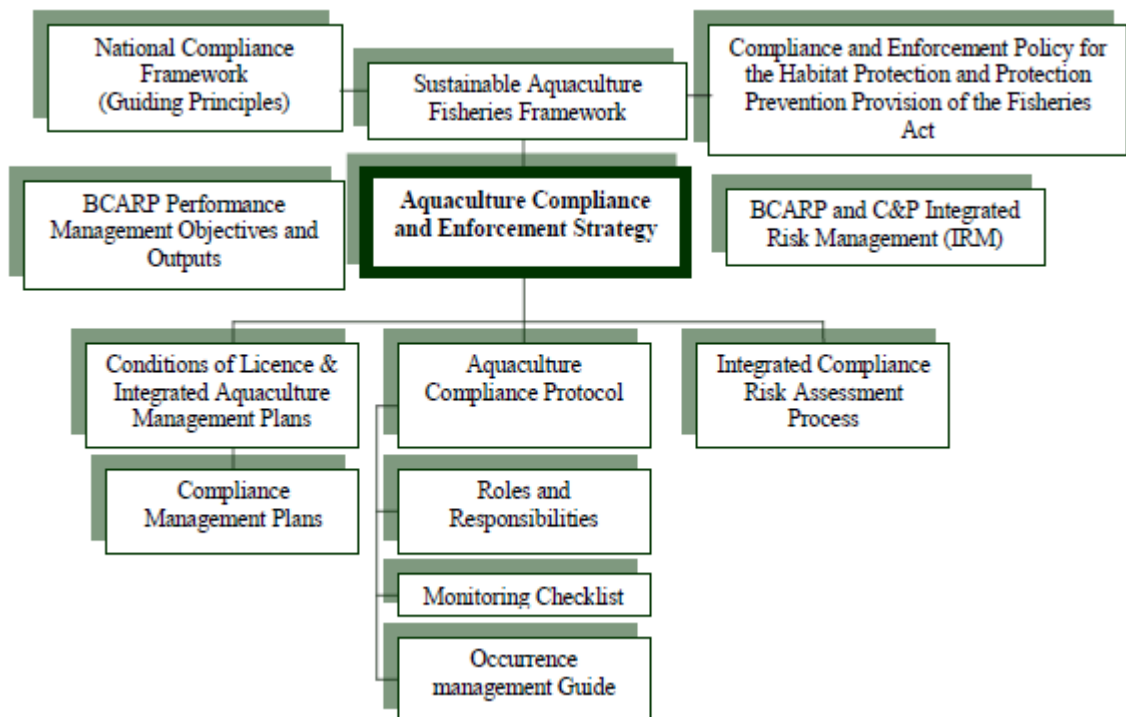 National Compliance
Framework
(Guiding Principles)
Sustainable Aquaculture
Fisheries Framework
Compliance and Enforcement Policy for
the Habitat Protection and Protection
Prevention Provision of the Fisheries
Act
BCARP Performance
Management Objectives and
Outputs
Aquaculture Compliance
and Enforcement Strategy
BCARP and C&P Integrated
Risk Management (IRM)
Conditions of Licence &
Integrated Aquaculture
Management Plans
Aquaculture
Compliance Protocol
Integrated Compliance
Risk Assessment
Process
Compliance
Management Plans
Roles and
Responsibilities
Monitoring Checklist
Occurrence
management Guide